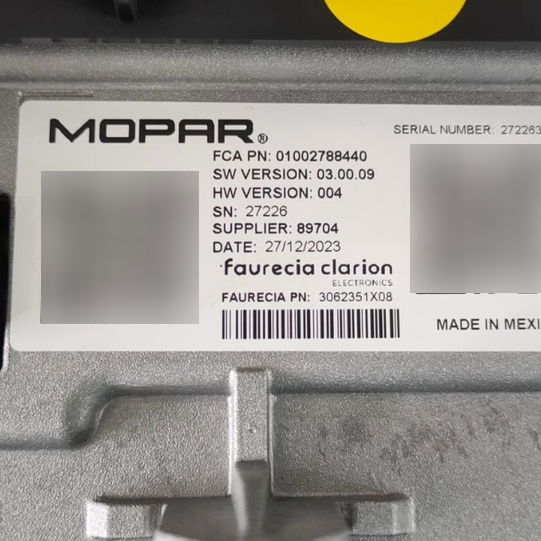 MOPAR®
SERIAL NUMBER: 272263
FCA PN: 01002788440
SW VERSION: 03.00.09
HW VERSION: 004
SN: 27226
SUPPLIER: 89704
DATE: 27/12/2023
faurecia clarion
ELECTRONICS
FAURECIA PN: 3062351X08
MADE IN MEXI